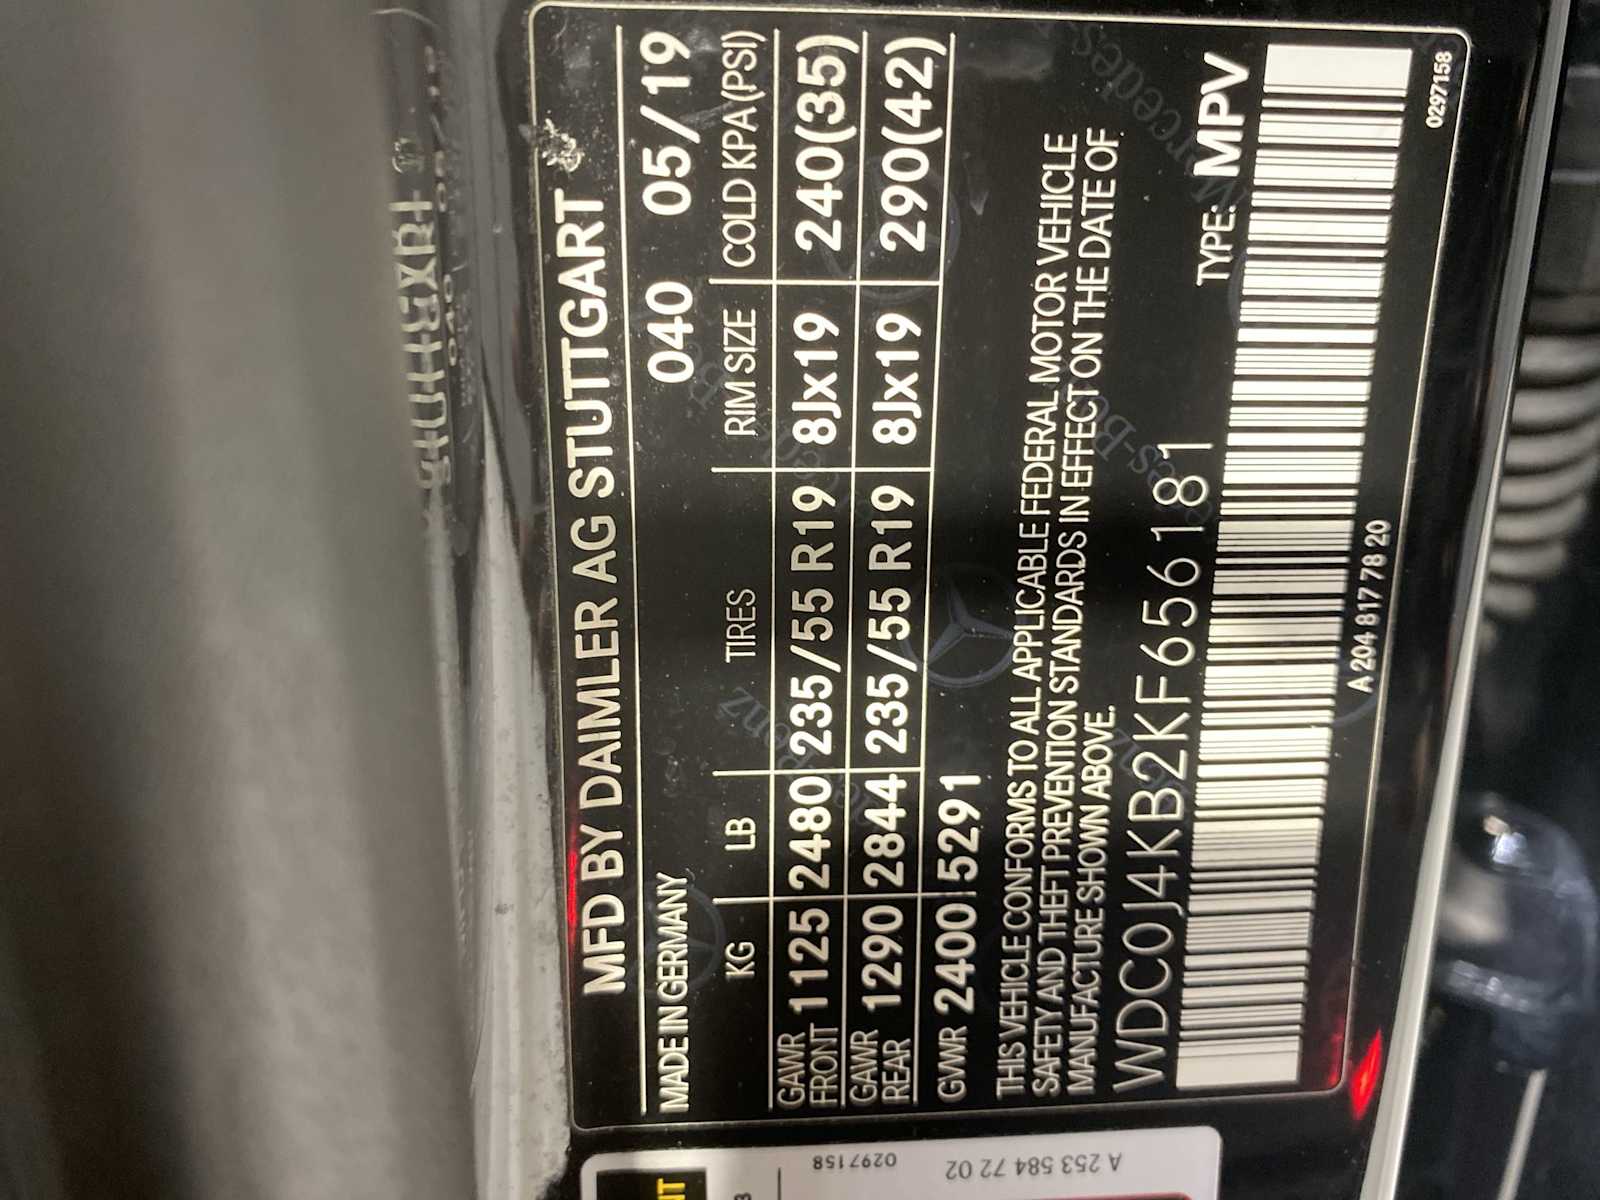 MFD BY DAIMLER AG STUTTGART
MADE IN GERMANY 040 05/19
KG LB TIRES RIM SIZE COLD KPA (PSI)
GAWR FRONT 1125 2480 235/55 R19 8Jx19 240(35)
GAWR REAR 1290 2844 235/55 R19 8Jx19 290(42)
GVWR 2400 5291
THIS VEHICLE CONFORMS TO ALL APPLICABLE FEDERAL MOTOR VEHICLE
SAFETY AND THEFT PREVENTION STANDARDS IN EFFECT ON THE DATE OF
MANUFACTURE SHOWN ABOVE.
WDC0J4KB2KF656181 TYPE: MPV
A 204 817 78 20
0297158
A 253 584 72 02
0297158